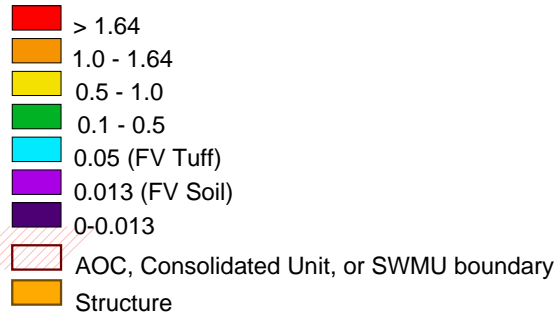 > 1.64
1.0 - 1.64
0.5 - 1.0
0.1 - 0.5
0.05 (FV Tuff)
0.013 (FV Soil)
0-0.013
AOC, Consolidated Unit, or SWMU boundary
Structure